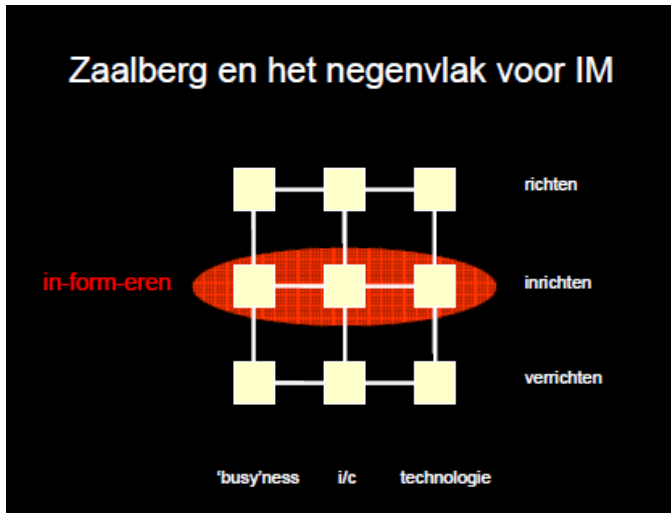 Zaalberg en het negenvlak voor IM
richten
in-form-eren
inrichten
verrichten
‘busy’ness i/c technologie